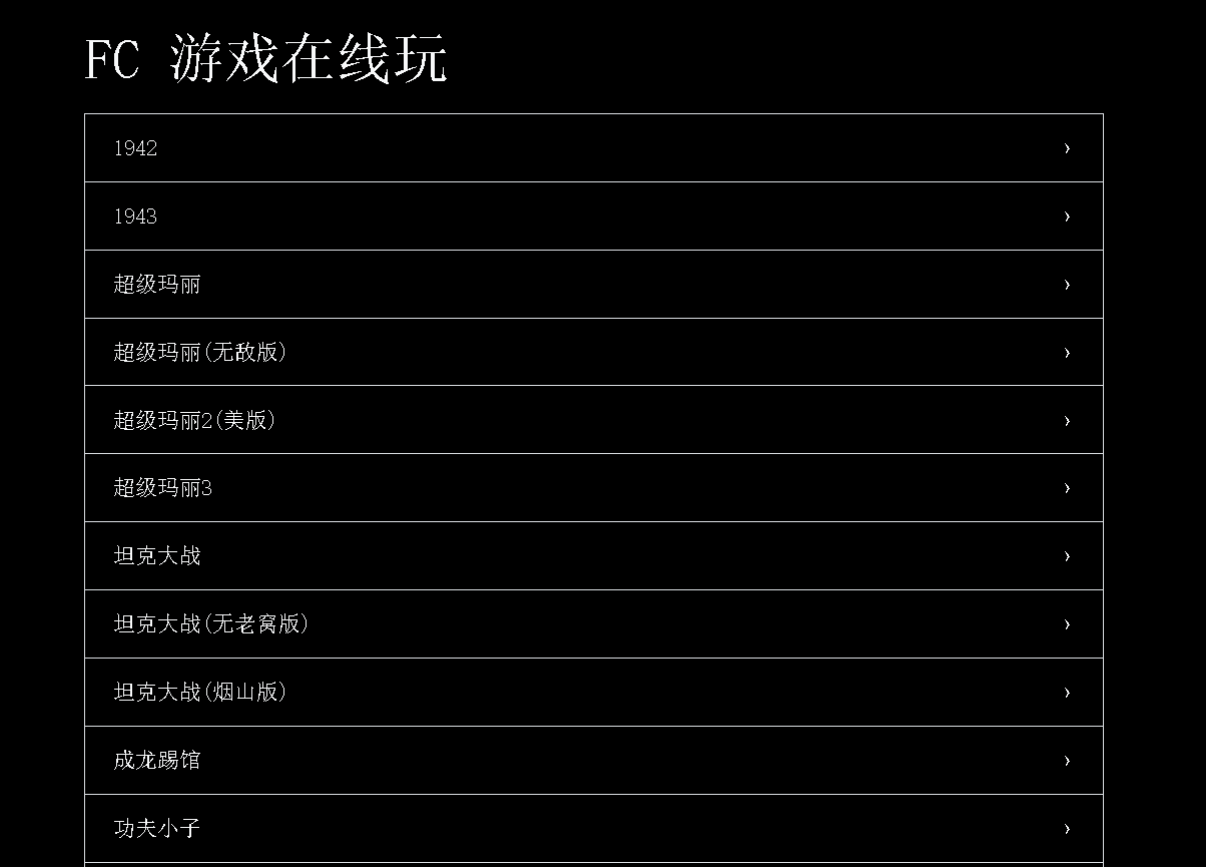 FC 游戏在线玩
1942
1943
超级玛丽
超级玛丽(无敌版)
超级玛丽2(美版)
超级玛丽3
坦克大战
坦克大战(无老窝版)
坦克大战(烟山版)
成龙踢馆
功夫小子